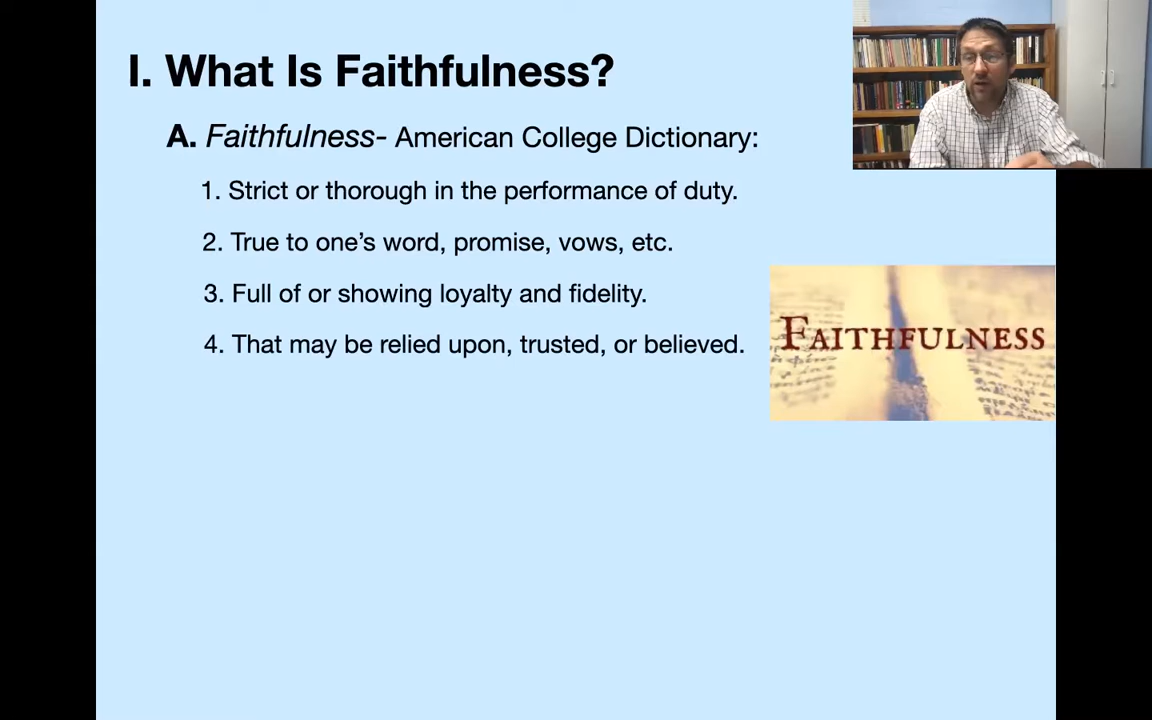 I. What Is Faithfulness?
A. Faithfulness- American College Dictionary:
1. Strict or thorough in the performance of duty.
2. True to one’s word, promise, vows, etc.
3. Full of or showing loyalty and fidelity.
4. That may be relied upon, trusted, or believed.
FAITHFULNESS